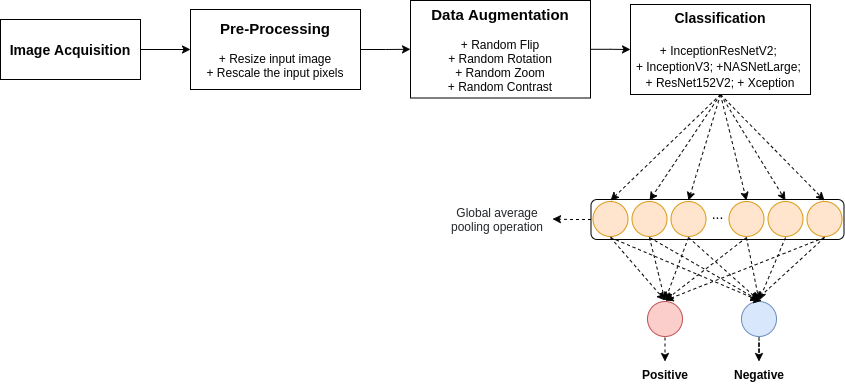 Image Acquisition
Pre-Processing
+ Resize input image
+ Rescale the input pixels
Data Augmentation
+ Random Flip
+ Random Rotation
+ Random Zoom
+ Random Contrast
Classification
+ InceptionResNetV2;
+ InceptionV3; +NASNetLarge;
+ ResNet152V2; + Xception
Global average
pooling operation
...
Positive
Negative